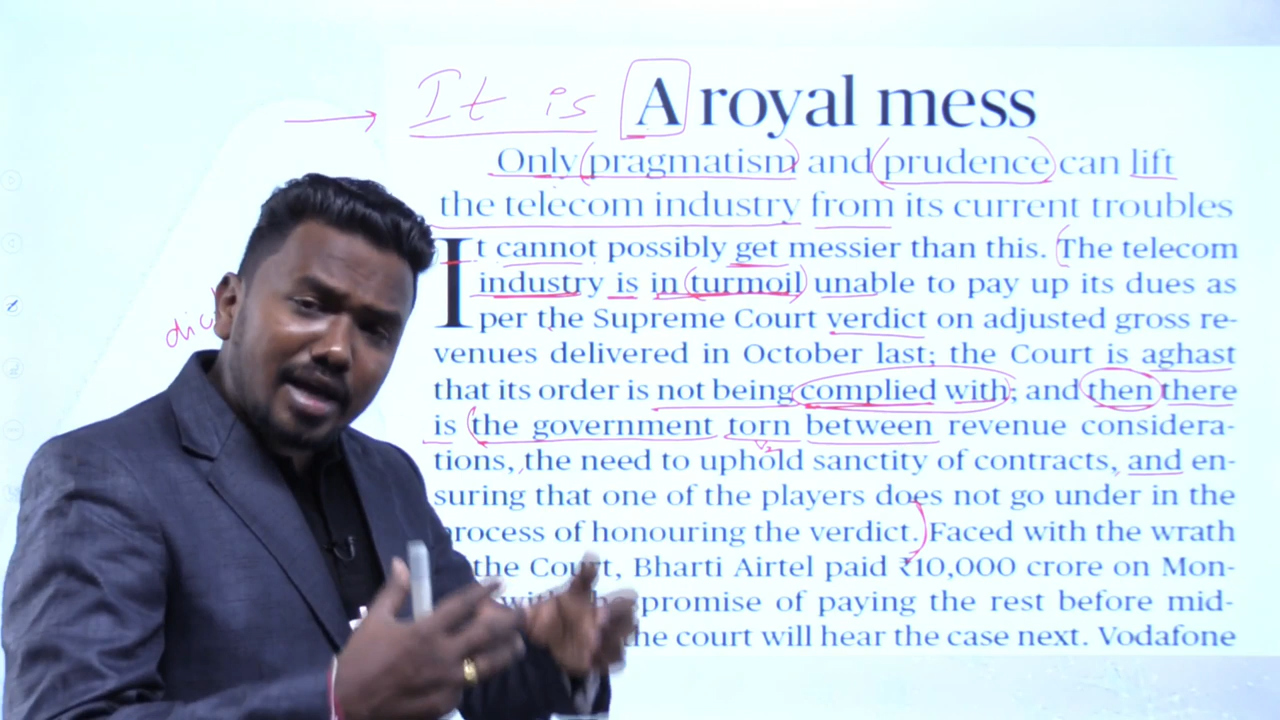 It is A royal mess
Only pragmatism and prudence can lift
the telecom industry from its current troubles
It cannot possibly get messier than this. The telecom
industry is in turmoil unable to pay up its dues as
per the Supreme Court verdict on adjusted gross re-
venues delivered in October last; the Court is aghast
that its order is not being complied with; and then there
is the government torn between revenue considera-
tions, the need to uphold sanctity of contracts, and en-
suring that one of the players does not go under in the
process of honouring the verdict. Faced with the wrath
the Court, Bharti Airtel paid ₹10,000 crore on Mon-
promise of paying the rest before mid-
the court will hear the case next. Vodafone